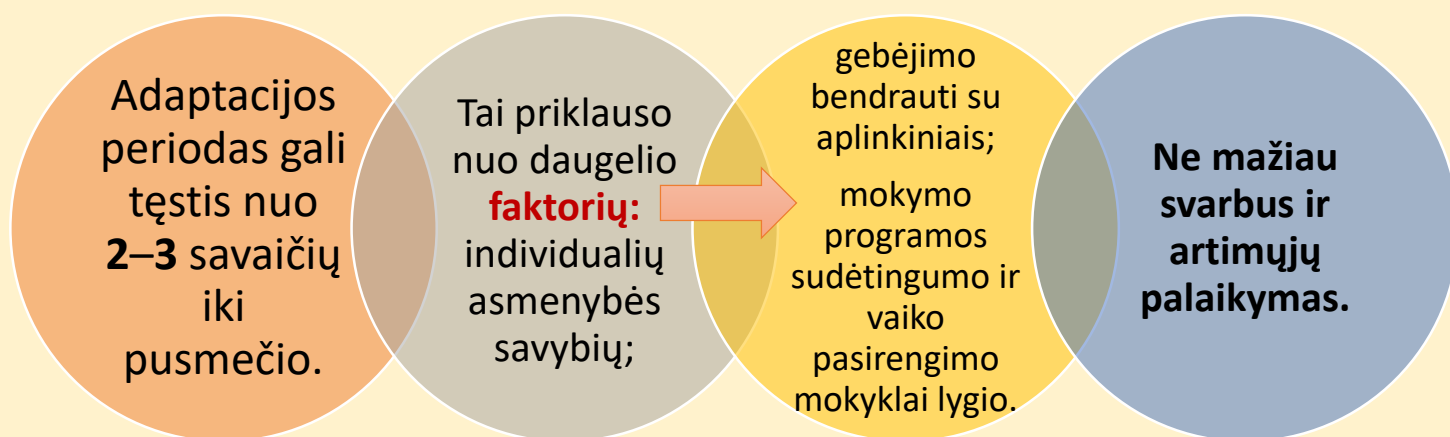 Adaptacijos
periodas gali
tęstis nuo
2–3 savaičių
iki
pusmečio.
Tai priklauso
nuo daugelio
faktorių:
individualių
asmenybės
savybių;
gebėjimo
bendrauti su
aplinkiniais;
mokymo
programos
sudėtingumo ir
vaiko
pasirengimo
mokyklai lygio.
Ne mažiau
svarbus ir
artimųjų
palaikymas.